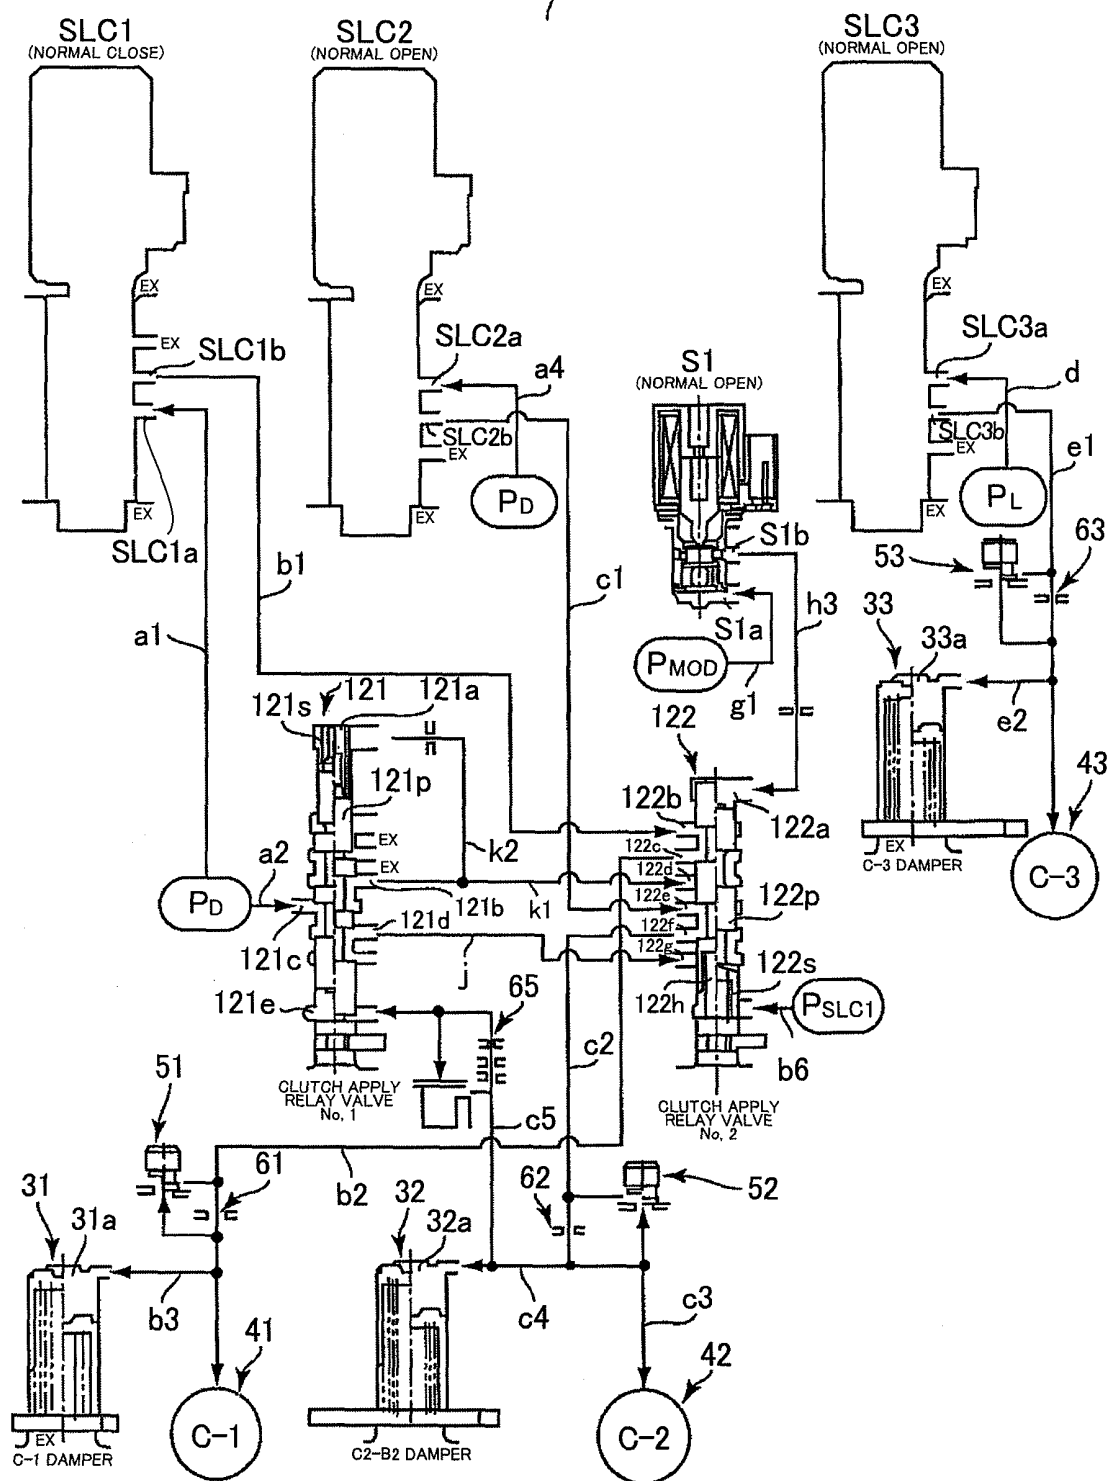 SLC1
(NORMAL CLOSE)
SLC2
(NORMAL OPEN)
SLC3
(NORMAL OPEN)
EX
EX
EX
EX
SLC1b
SLC2a
a4
S1
(NORMAL OPEN)
SLC3a
d
SLC2b
EX
SLC3b
EX
e1
PD
PL
EX
EX
EX
SLC1a
b1
c1
S1b
53
63
a1
h3
S1a
33
33a
PMOD
g1
e2
121s
121
121a
122
43
121p
122b
122a
EX
k2
122c
EX
C-3 DAMPER
C-3
a2
EX
122d
PD
121b
k1
122e
122p
121d
122f
121c
j
122g
122s
121e
65
122h
PSLC1
c2
b6
51
CLUTCH APPLY
RELAY VALVE
No, 1
CLUTCH APPLY
RELAY VALVE
No, 2
c5
61
b2
62
52
31
31a
32
32a
b3
c4
c3
41
42
C-1
C-2
EX
C-1 DAMPER
C2-B2 DAMPER